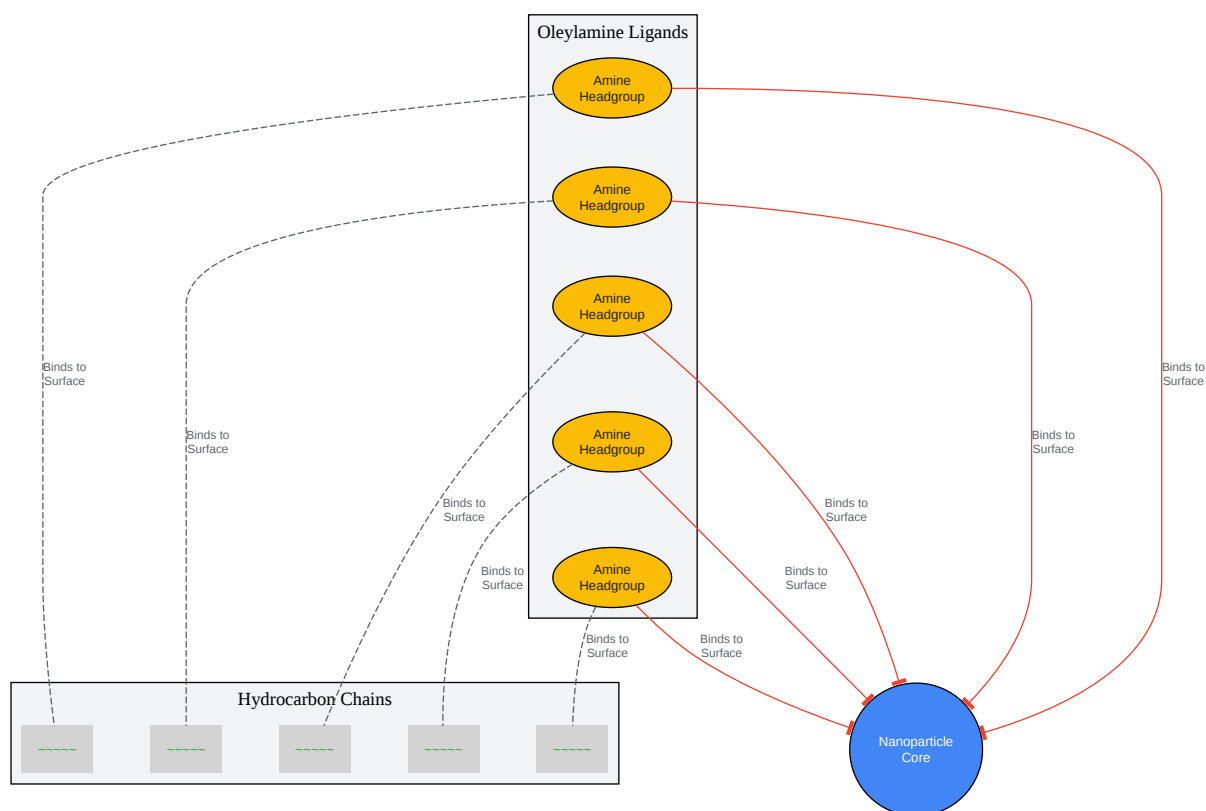 Oleylamine Ligands
Amine
Headgroup
Amine
Headgroup
Amine
Headgroup
Binds to
Surface
Binds to
Surface
Binds to
Surface
Binds to
Surface
Amine
Headgroup
Binds to
Surface
Binds to
Surface
Binds to
Surface
Binds to
Surface
Amine
Headgroup
Binds to
Surface
Binds to
Surface
Hydrocarbon Chains
~~~~~
~~~~~
~~~~~
~~~~~
~~~~~
Nanoparticle
Core